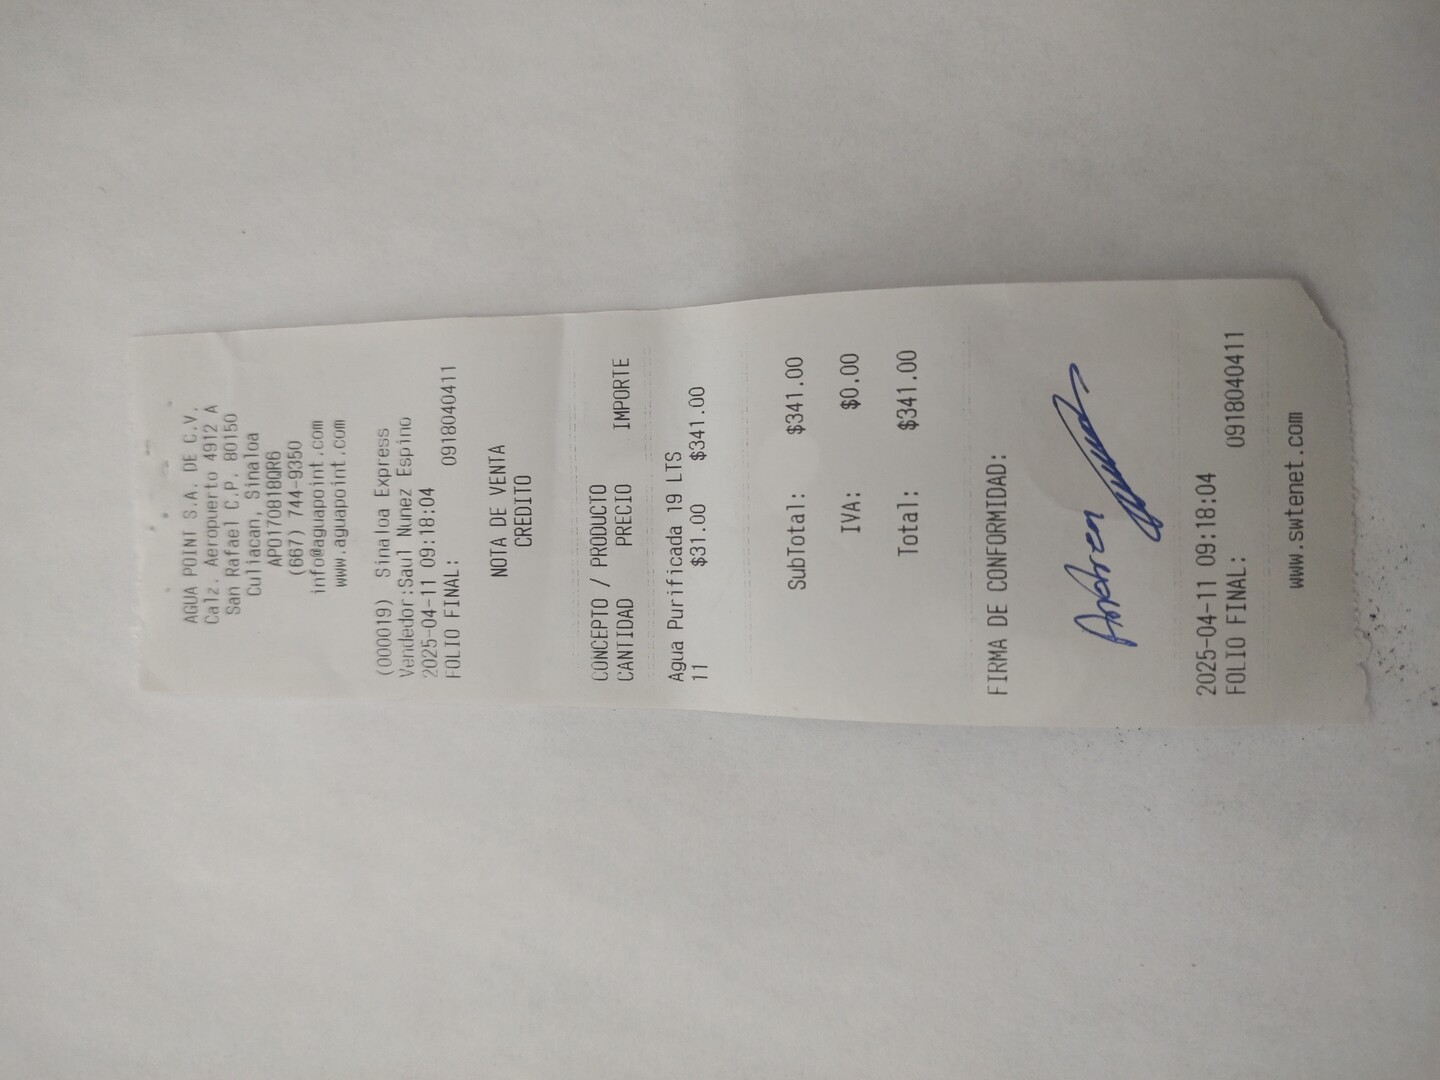 AGUA POINT S.A. DE C.V.
Calz. Aeropuerto 4912 A
San Rafael C.P. 80150
Culiacan, Sinaloa
APO170818QR6
(667) 744-9350
info@aguapoint.com
www.aguapoint.com
(000019) Sinaloa Express
Vendedor:Saul Nunez Espino
2025-04-11 09:18:04
FOLIO FINAL: 0918040411
NOTA DE VENTA
CREDITO
CONCEPTO / PRODUCTO
CANTIDAD PRECIO IMPORTE
Agua Purificada 19 LTS
11 $31.00 $341.00
SubTotal: $341.00
IVA: $0.00
Total: $341.00
FIRMA DE CONFORMIDAD:
Andrea
2025-04-11 09:18:04
FOLIO FINAL: 0918040411
www.swtenet.com